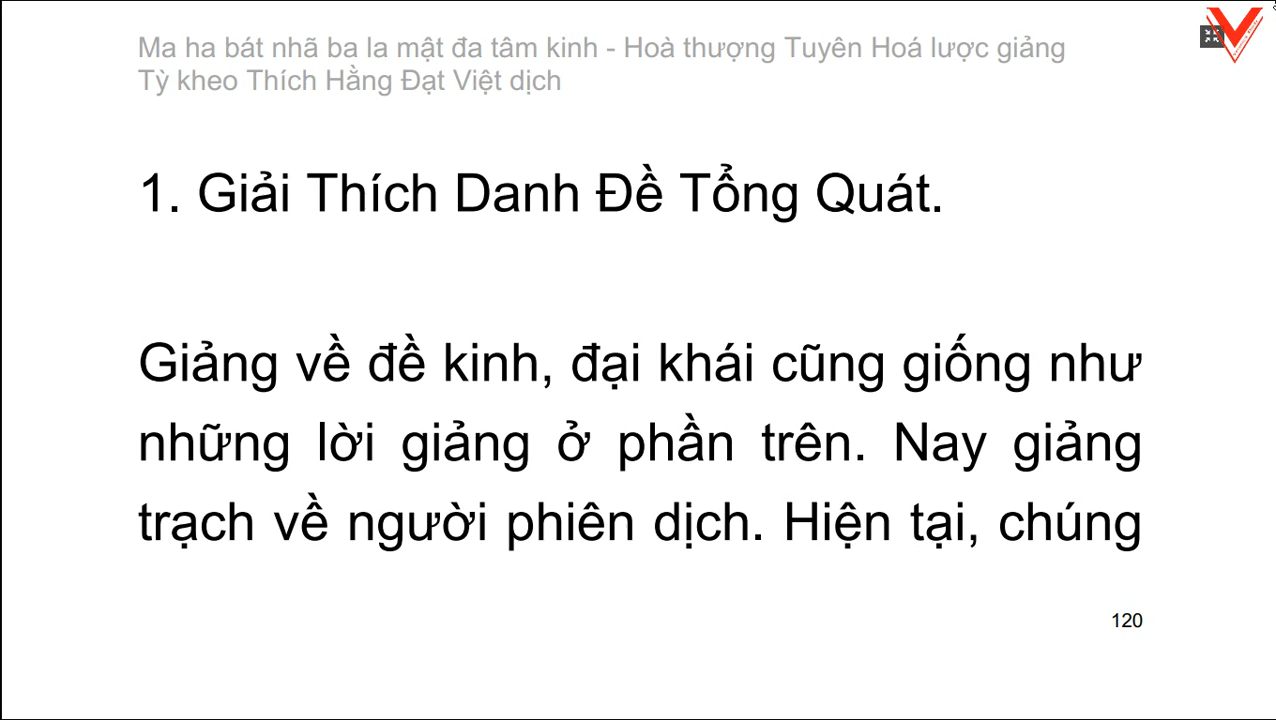 Ma ha bát nhã ba la mật đa tâm kinh - Hoà thượng Tuyên Hoá lược giảng
Tỳ kheo Thích Hằng Đạt Việt dịch
1. Giải Thích Danh Đề Tổng Quát.
Giảng về đề kinh, đại khái cũng giống như
những lời giảng ở phần trên. Nay giảng
trạch về người phiên dịch. Hiện tại, chúng
120